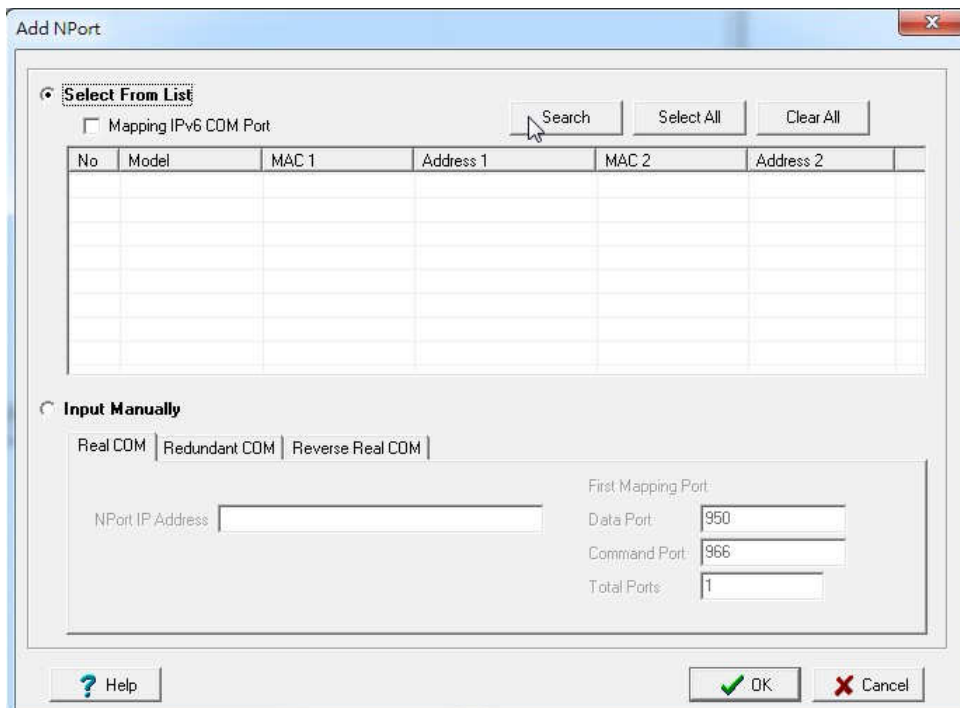 Add NPort
x
Select From List
Mapping IPv6 COM Port
Search
Select All
Clear All
No Model MAC 1 Address 1 MAC 2 Address 2
Input Manually
Real COM Redundant COM Reverse Real COM
First Mapping Port
NPort IP Address
Data Port 950
Command Port 966
Total Ports 1
? Help
OK
Cancel